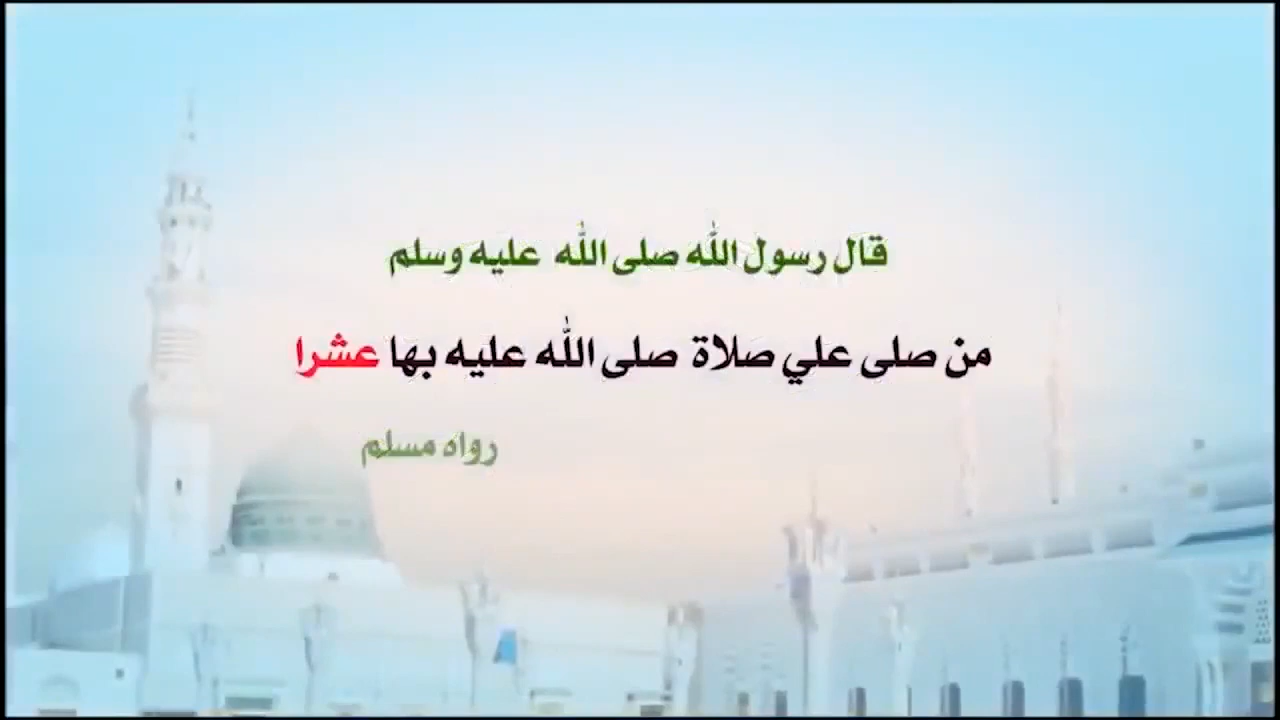 قال رسول الله صلى الله عليه وسلم
من صلى علي صلاة صلى الله عليه بها عشرا
رواه مسلم